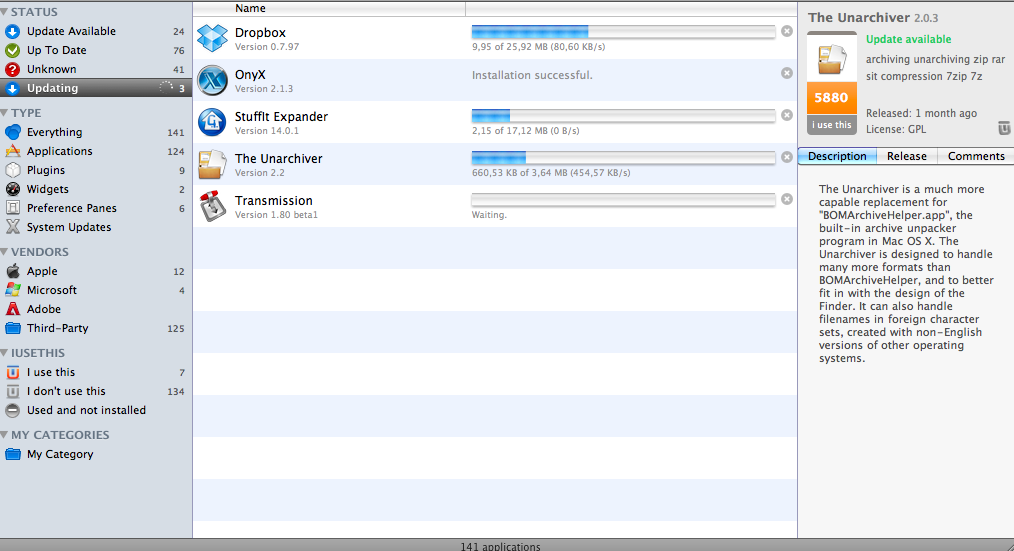 STATUS
Update Available 24
Up To Date 76
Unknown 41
Updating 3
TYPE
Everything 141
Applications 124
Plugins 9
Widgets 2
Preference Panes 6
System Updates
VENDORS
Apple 12
Microsoft 4
Adobe
Third-Party 125
IUSETHIS
I use this 7
I don't use this 134
Used and not installed
MY CATEGORIES
My Category
Name
Dropbox
Version 0.7.97
9,95 of 25,92 MB (80,60 KB/s)
OnyX
Version 2.1.3
Installation successful.
StuffIt Expander
Version 14.0.1
2,15 of 17,12 MB (0 B/s)
The Unarchiver
Version 2.2
660,53 KB of 3,64 MB (454,57 KB/s)
Transmission
Version 1.80 beta1
Waiting.
The Unarchiver 2.0.3
Update available
archiving unarchiving zip rar
sit compression 7zip 7z
5880
i use this
Released: 1 month ago
License: GPL
Description Release Comments
The Unarchiver is a much more
capable replacement for
"BOMArchiveHelper.app", the
built-in archive unpacker
program in Mac OS X. The
Unarchiver is designed to handle
many more formats than
BOMArchiveHelper, and to better
fit in with the design of the
Finder. It can also handle
filenames in foreign character
sets, created with non-English
versions of other operating
systems.
141 applications